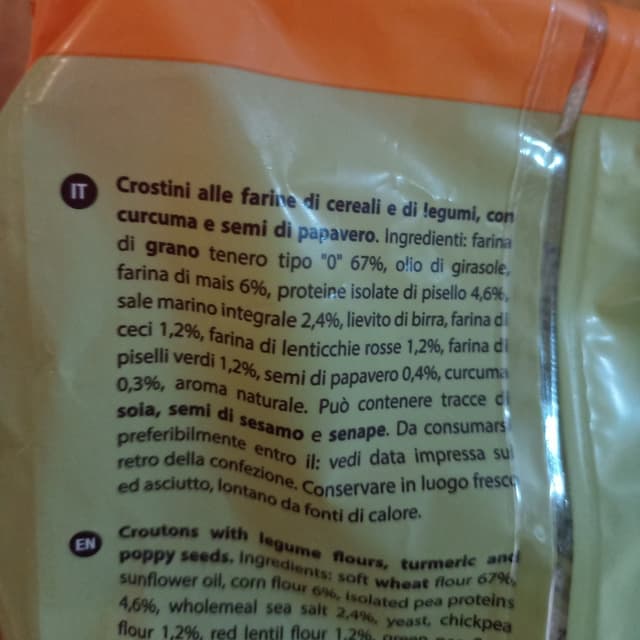 IT Crostini alle farine di cereali e di legumi, con
curcuma e semi di papavero. Ingredienti: farina
di grano tenero tipo "0" 67%, olio di girasole,
farina di mais 6%, proteine isolate di pisello 4,6%,
sale marino integrale 2,4%, lievito di birra, farina di
ceci 1,2%, farina di lenticchie rosse 1,2%, farina di
piselli verdi 1,2%, semi di papavero 0,4%, curcuma
0,3%, aroma naturale. Può contenere tracce di
soia, semi di sesamo e senape. Da consumarsi
preferibilmente entro il: vedi data impressa sul
retro della confezione. Conservare in luogo fresco
ed asciutto, lontano da fonti di calore.
EN Croutons with legume flours, turmeric and
poppy seeds. Ingredients: soft wheat flour 67%,
sunflower oil, corn flour 6%, isolated pea proteins
4,6%, wholemeal sea salt 2,4%, yeast, chickpea
flour 1,2%, red lentil flour 1,2%,